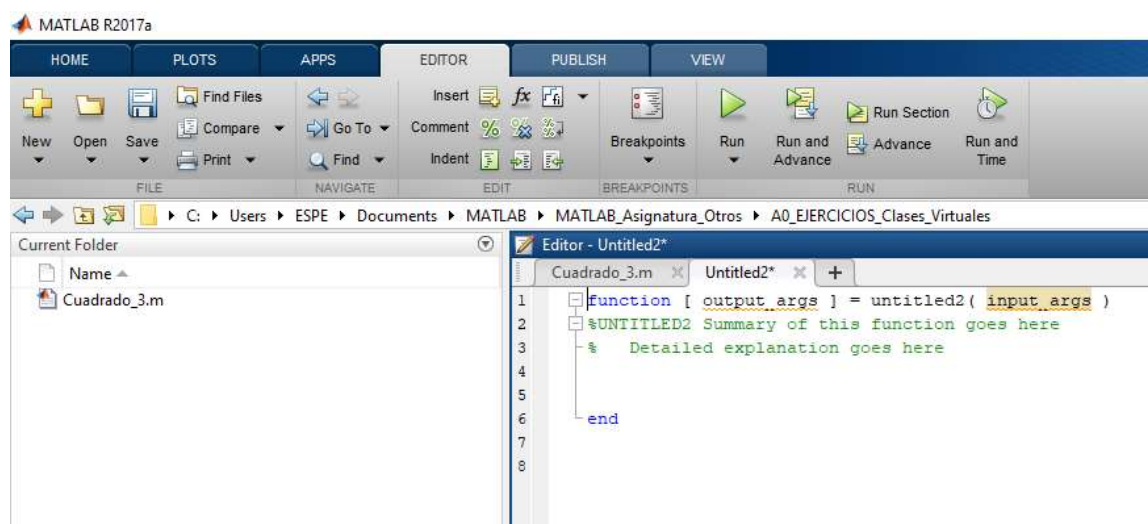 MATLAB R2017a
HOME PLOTS APPS EDITOR PUBLISH VIEW
New Open Save Find Files Compare Print
FILE
Go To Find
NAVIGATE
Insert fx fi
Comment % %
Indent
EDIT
Breakpoints
BREAKPOINTS
Run Run and Advance Run Section Advance Run and Time
RUN
C: Users ESPE Documents MATLAB MATLAB_Asignatura_Otros A0_EJERCICIOS_Clases_Virtuales
Current Folder
Name
Cuadrado_3.m
Editor - Untitled2*
Cuadrado_3.m Untitled2* +
1 function [ output_args ] = untitled2( input_args )
2 %UNTITLED2 Summary of this function goes here
3 % Detailed explanation goes here
4
5
6 end
7
8